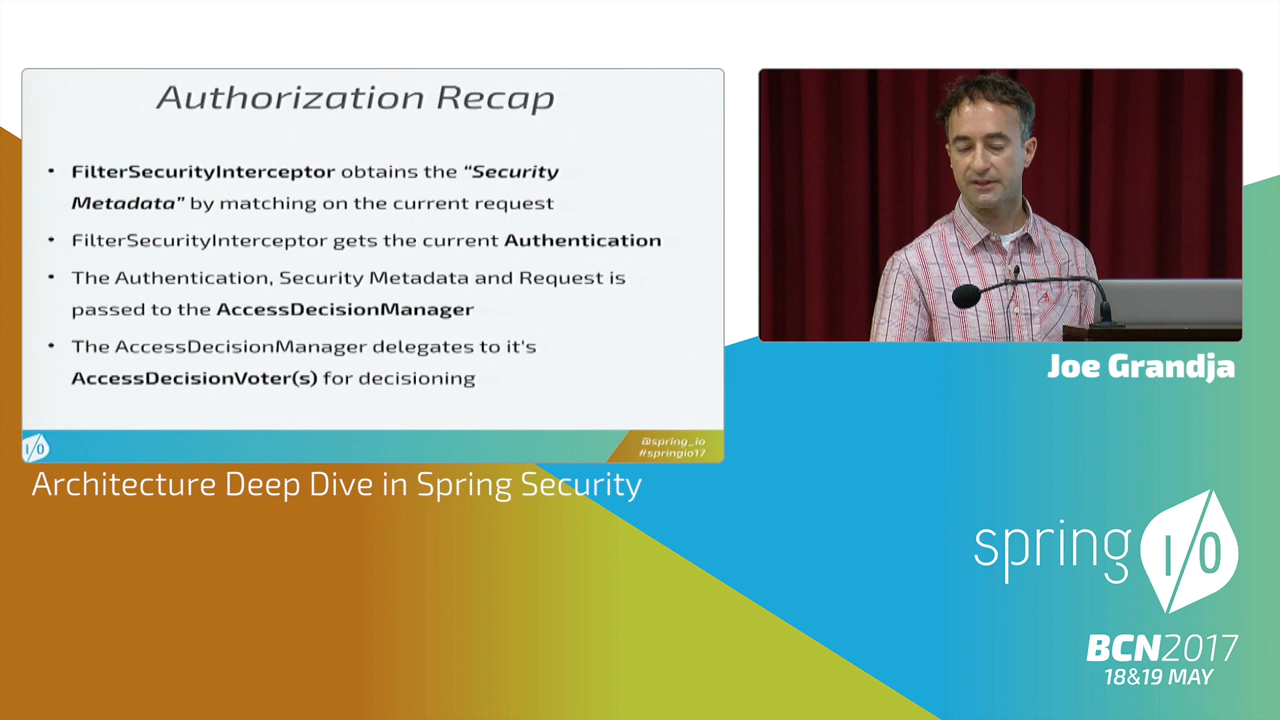 Authorization Recap
• FilterSecurityInterceptor obtains the “Security
Metadata” by matching on the current request
• FilterSecurityInterceptor gets the current Authentication
• The Authentication, Security Metadata and Request is
passed to the AccessDecisionManager
• The AccessDecisionManager delegates to it's
AccessDecisionVoter(s) for decisioning
I/O
@spring_io
#springio17
Joe Grandja
Architecture Deep Dive in Spring Security
spring I/O
BCN2017
18&19 MAY